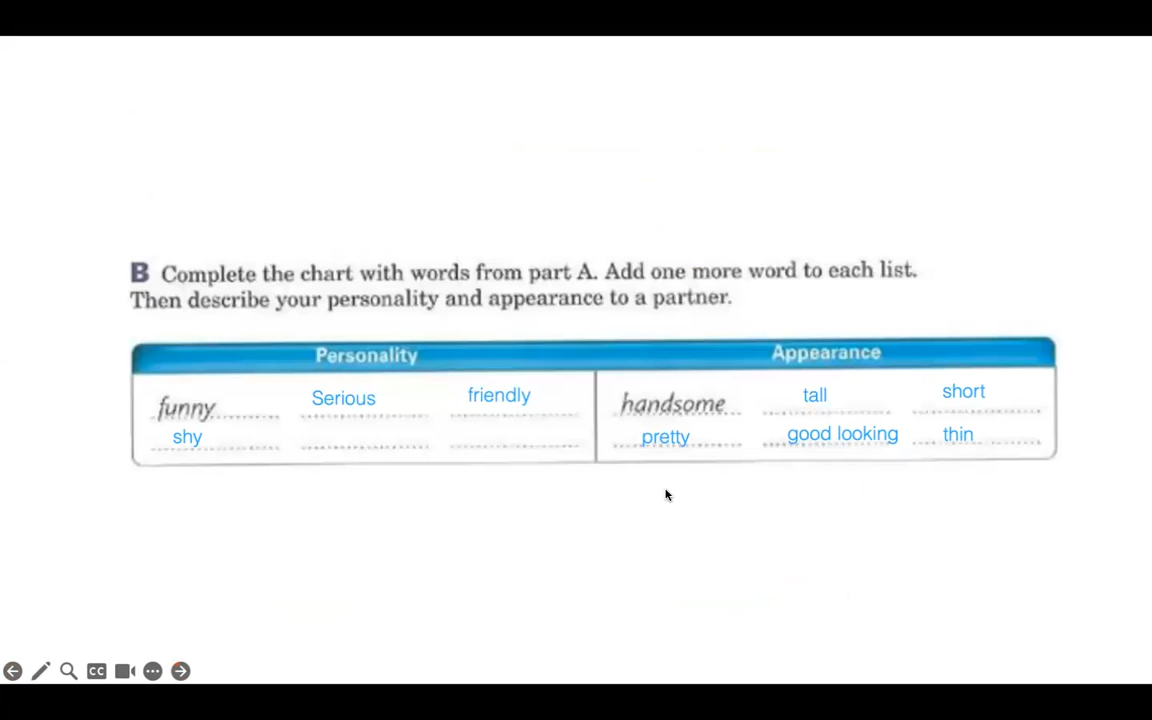 B Complete the chart with words from part A. Add one more word to each list.
Then describe your personality and appearance to a partner.
Personality Appearance
funny Serious friendly handsome tall short
shy pretty good looking thin
CC